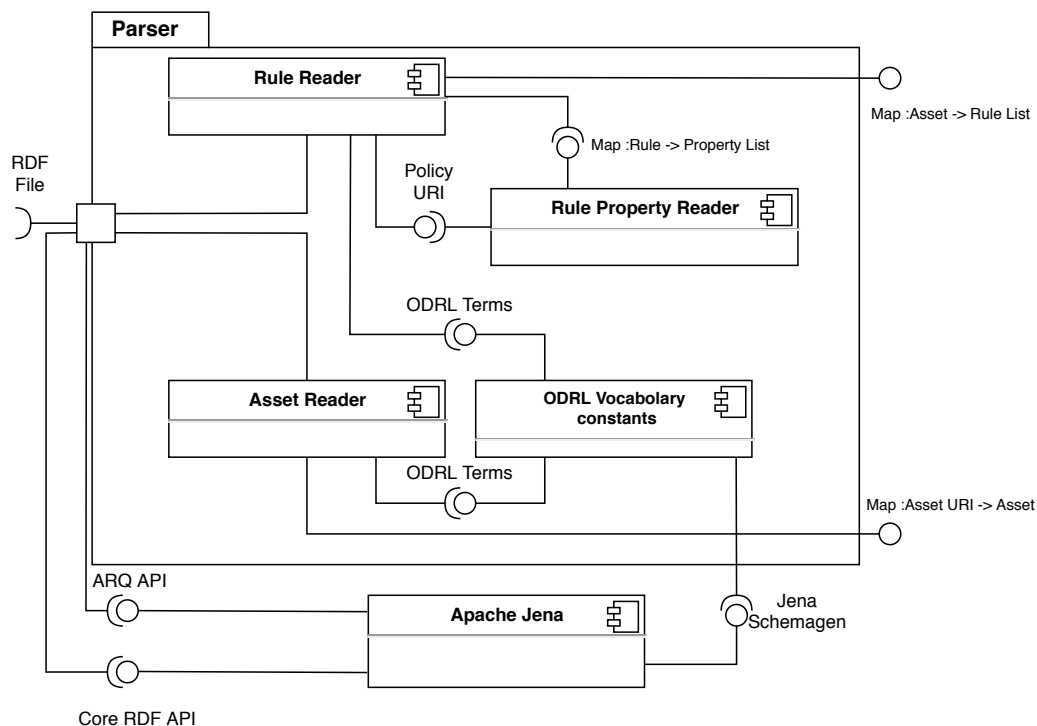 Parser
Rule Reader
Map :Asset -> Rule List
Map :Rule -> Property List
RDF
File
Policy
URI
Rule Property Reader
ODRL Terms
Asset Reader
ODRL Vocabolary
constants
ODRL Terms
Map :Asset URI -> Asset
ARQ API
Apache Jena
Jena
Schemagen
Core RDF API